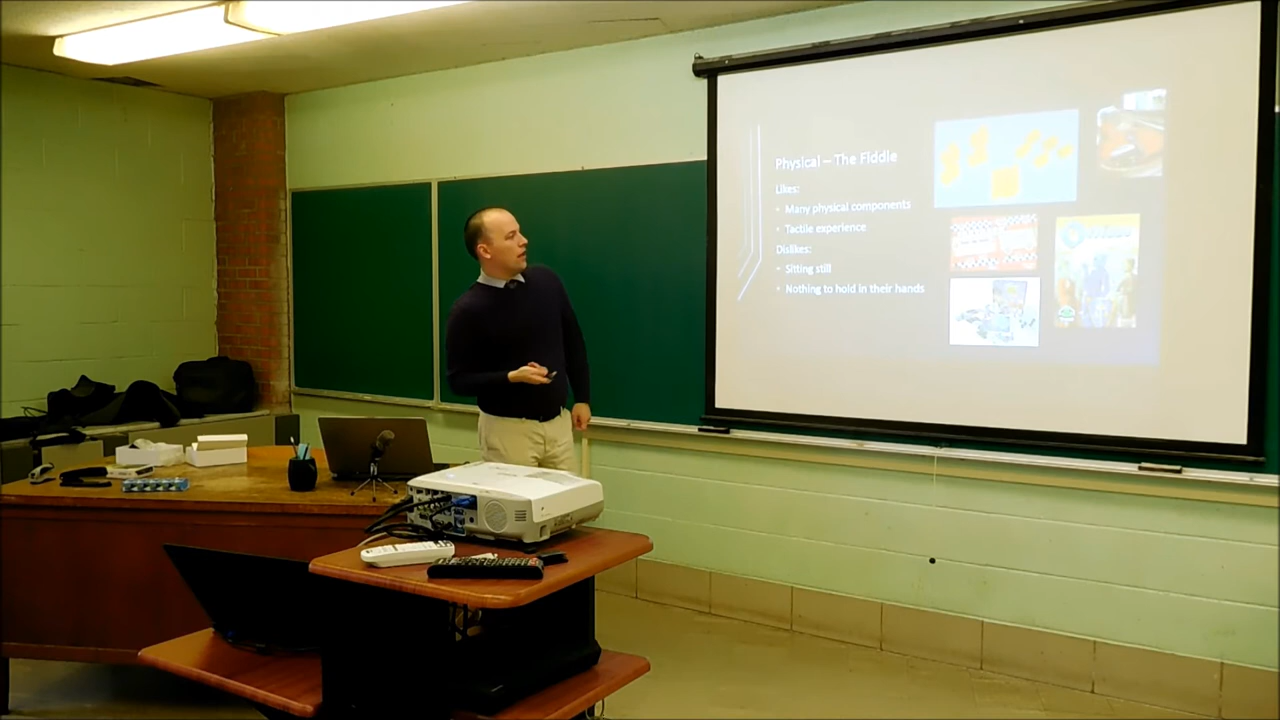 Physical – The Fiddle
Likes:
• Many physical components
• Tactile experience
Dislikes:
• Sitting still
• Nothing to hold in their hands